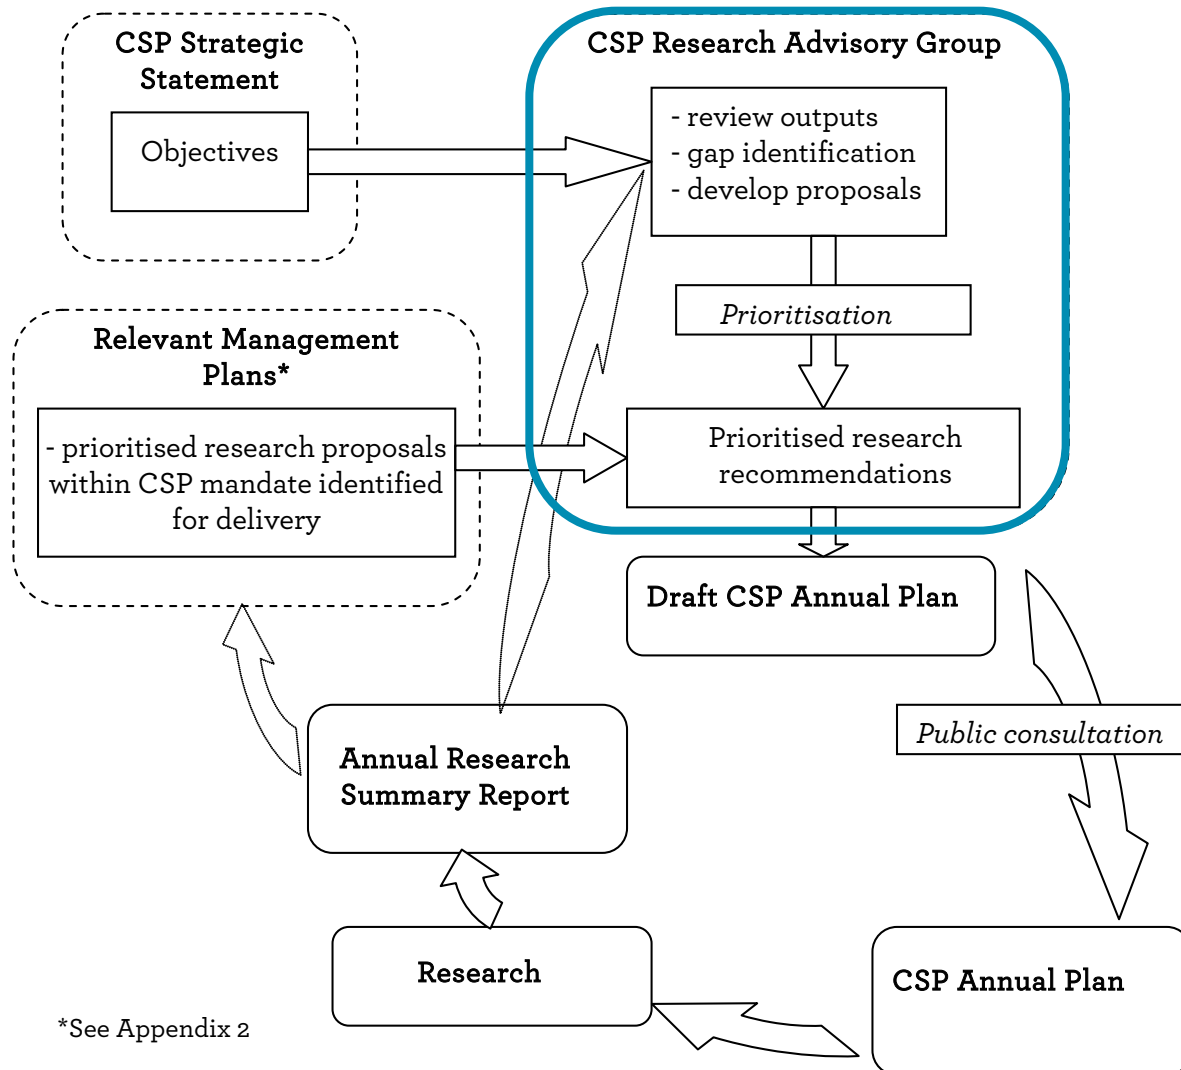 CSP Strategic
Statement
Objectives
CSP Research Advisory Group
- review outputs
- gap identification
- develop proposals
Prioritisation
Relevant Management
Plans*
- prioritised research proposals
within CSP mandate identified
for delivery
Prioritised research
recommendations
Draft CSP Annual Plan
Public consultation
Annual Research
Summary Report
Research
CSP Annual Plan
*See Appendix 2